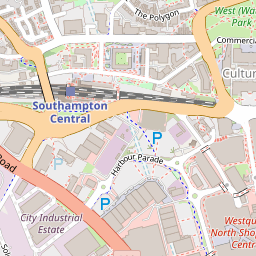 The Polygon
West (Wa
Park
Commercia
Cultur
Southampton
Central
P
Harbour Parade
Road
P
City Industrial
Estate
Westqu
North Sho
Centr